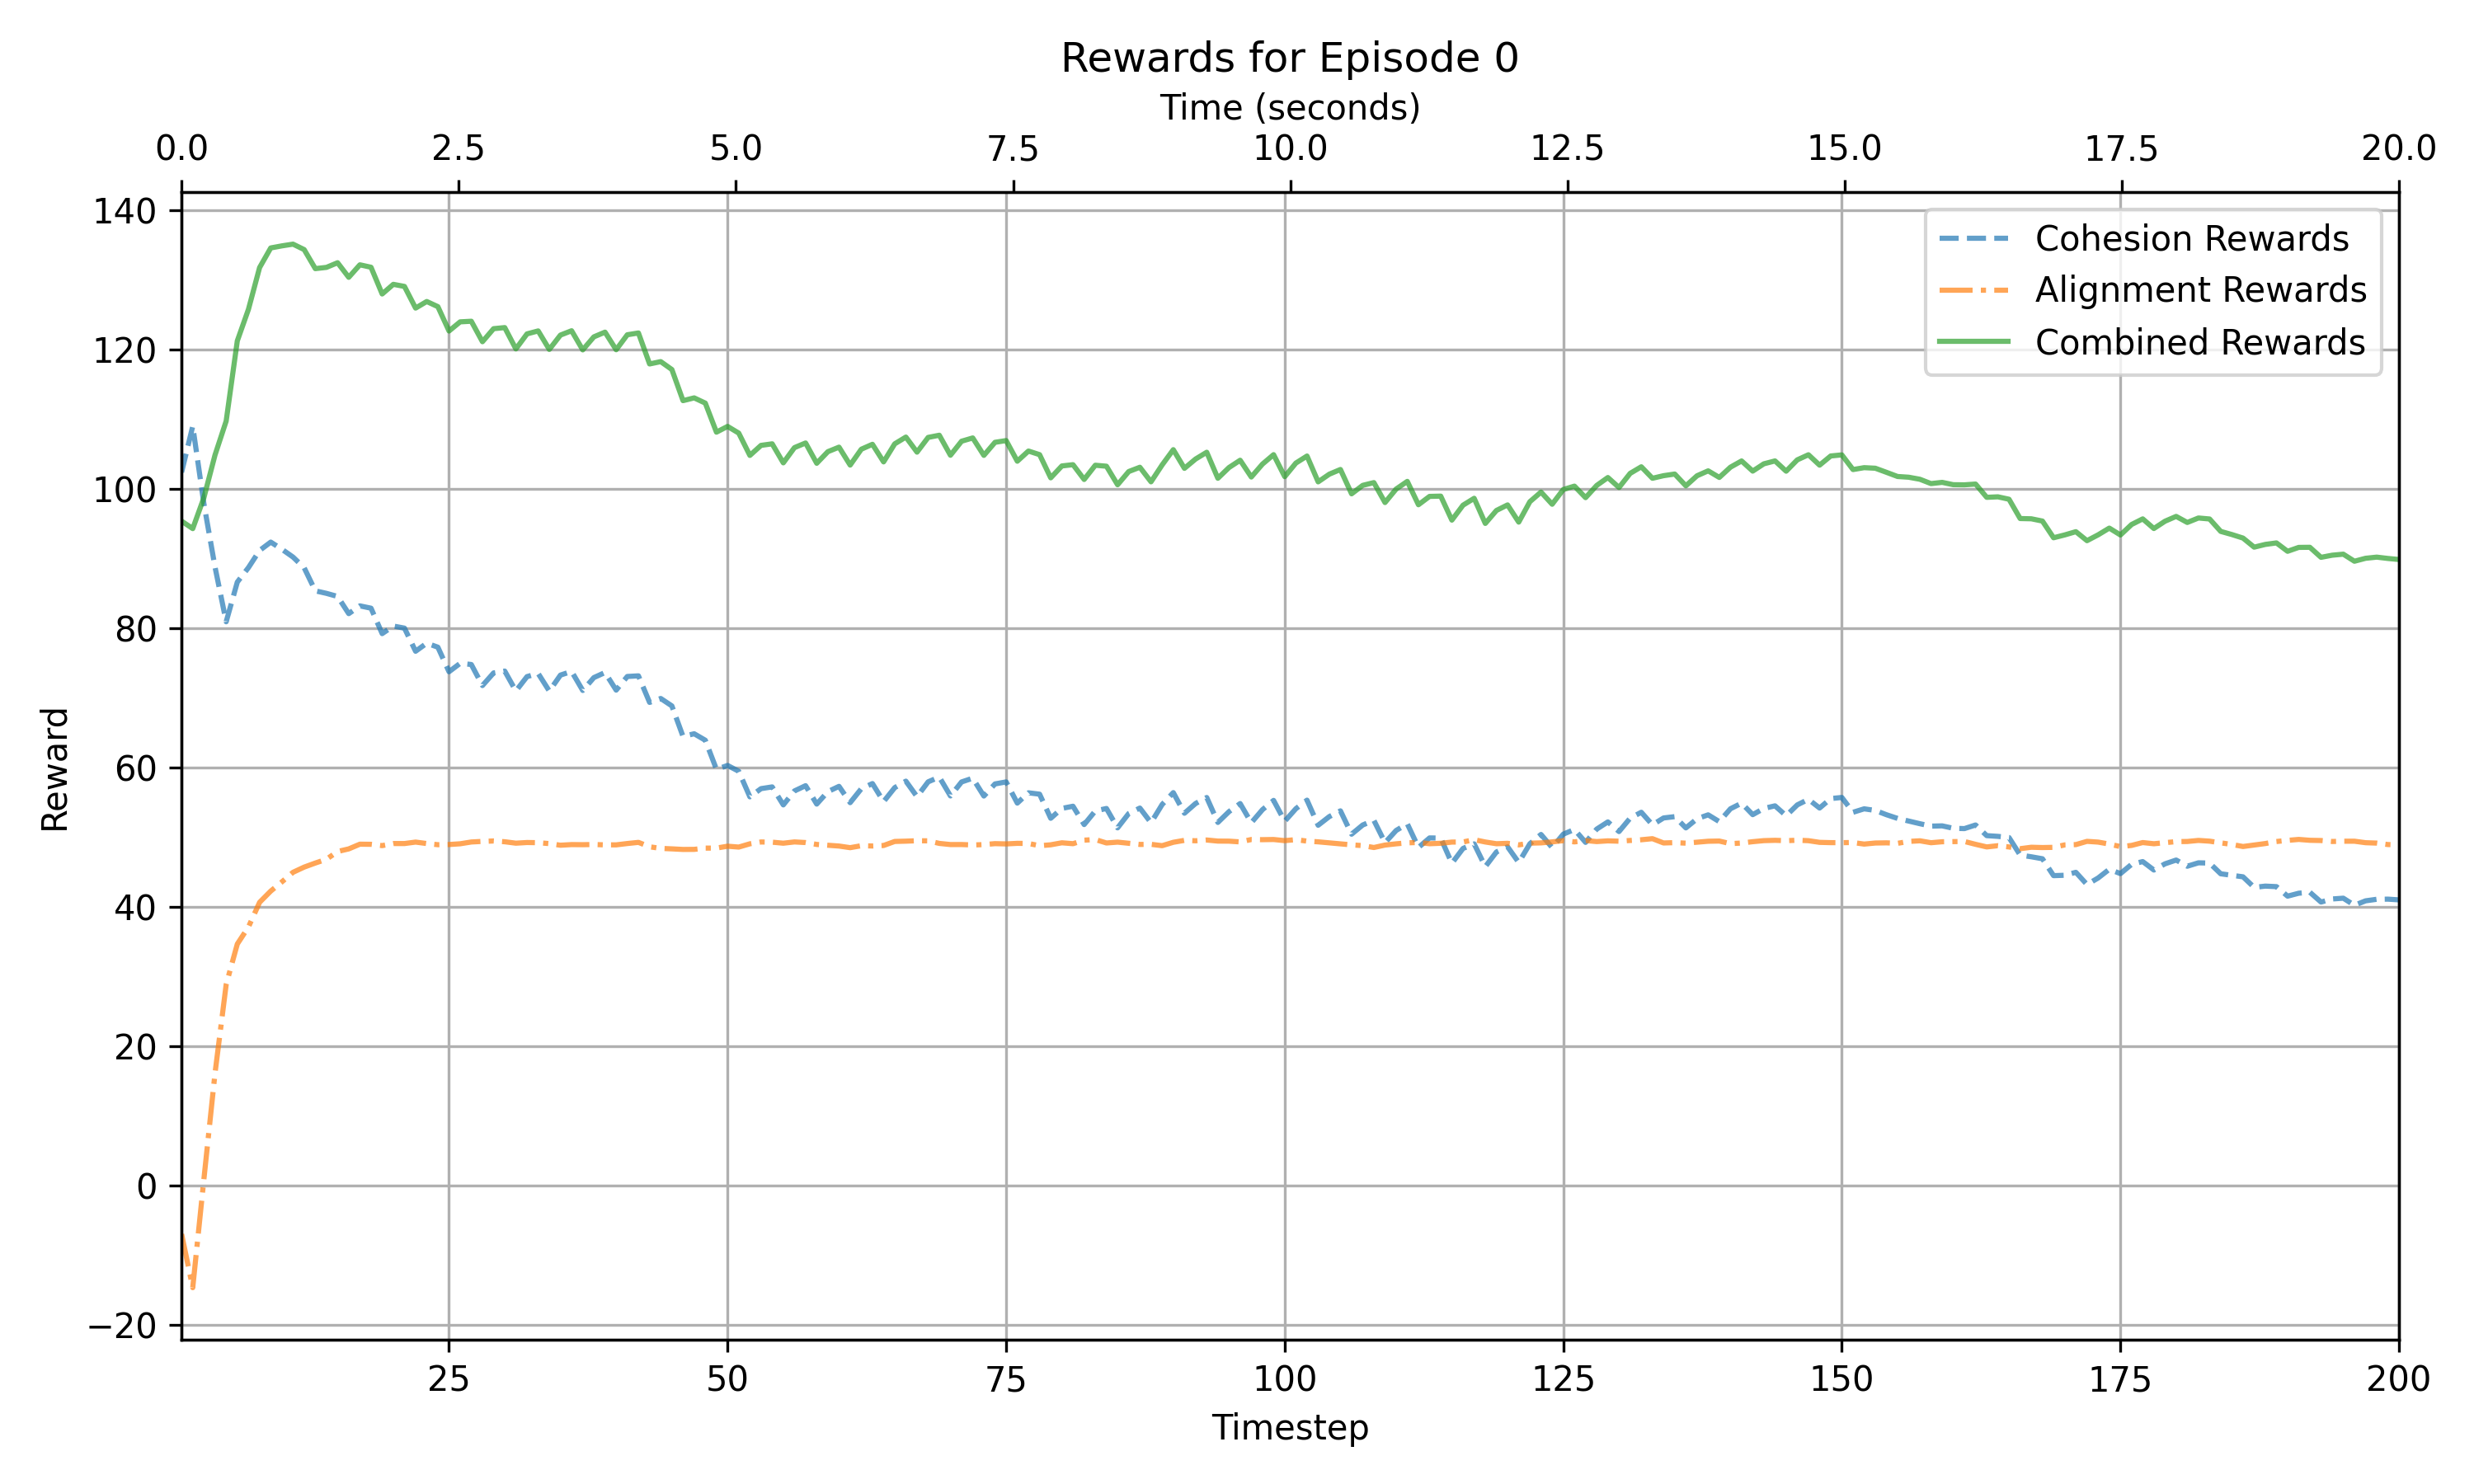 Rewards for Episode 0
Time (seconds)
0.0 2.5 5.0 7.5 10.0 12.5 15.0 17.5 20.0
140
120
100
80
60
40
20
0
−20
Reward
Cohesion Rewards
Alignment Rewards
Combined Rewards
25 50 75 100 125 150 175 200
Timestep